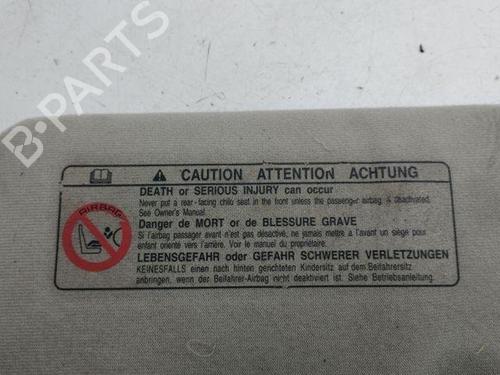 B-PARTS
CAUTION ATTENTION ACHTUNG
DEATH or SERIOUS INJURY can occur
Never put a rear-facing child seat in the front unless the passenger airbag is deactivated.
See Owner's Manual.
Danger de MORT or de BLESSURE GRAVE
Si l'airbag passager avant n'est pas désactivé, ne jamais mettre à l'avant un siège pour
enfant orienté vers l'arrière. Voir le manuel du propriétaire.
LEBENSGEFAHR oder GEFAHR SCHWERER VERLETZUNGEN
KEINESFALLS einen nach hinten gerichteten Kindersitz auf dem Beifahrersitz
anbringen, wenn der Beifahrer-Airbag nicht deaktiviert ist. Siehe Betriebsanleitung.
AIRBAG